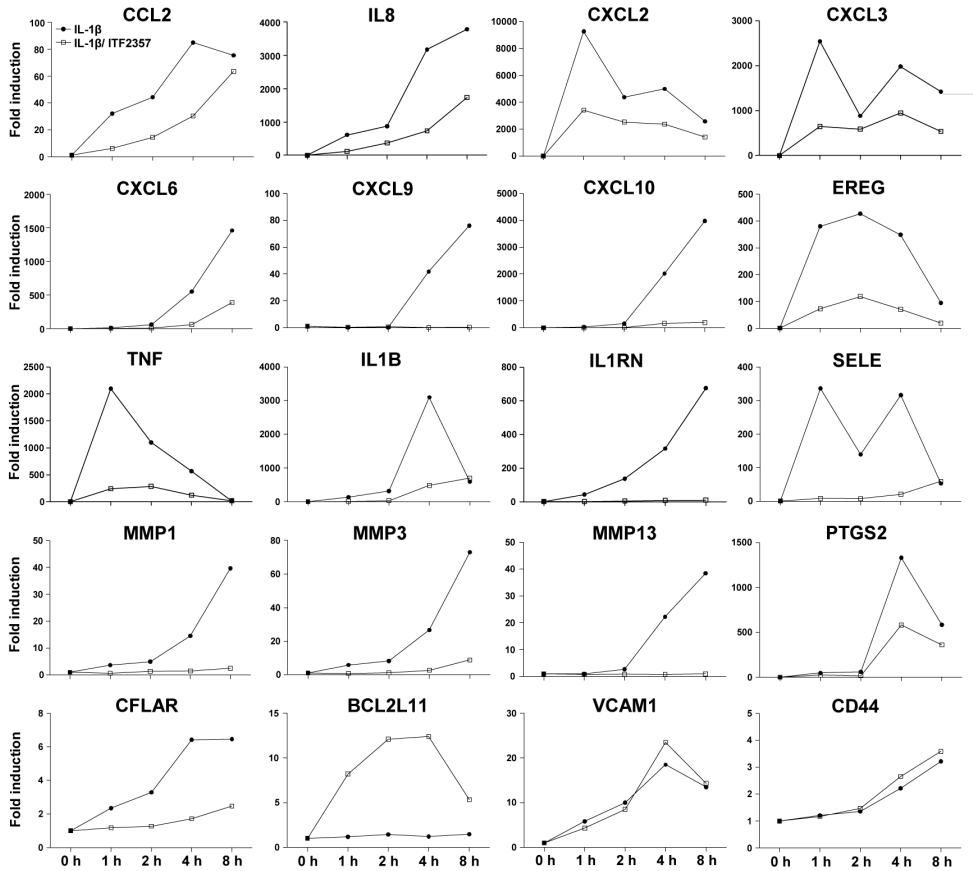 CCL2 IL8 CXCL2 CXCL3
IL-1β
IL-1β/ ITF2357
Fold induction
100 80 60 40 20 0
8000 6000 4000 3000 2000 1000 0
10000 8000 6000 4000 2000 0
3000 2000 1000 0
CXCL6 CXCL9 CXCL10 EREG
Fold induction
2000 1500 1000 500 0
100 80 60 40 20 0
5000 4000 3000 2000 1000 0
500 400 300 200 100 0
TNF IL1B IL1RN SELE
Fold induction
2500 2000 1500 1000 500 0
4000 3000 2000 1000 0
800 600 400 200 0
400 300 200 100 0
MMP1 MMP3 MMP13 PTGS2
Fold induction
50 40 30 20 10 0
80 60 40 20 0
50 40 30 20 10 0
1500 1000 500 0
CFLAR BCL2L11 VCAM1 CD44
Fold induction
8 6 4 2 0
15 10 5 0
30 20 10 0
5 4 3 2 1 0
0 h 1 h 2 h 4 h 8 h 0 h 1 h 2 h 4 h 8 h 0 h 1 h 2 h 4 h 8 h 0 h 1 h 2 h 4 h 8 h